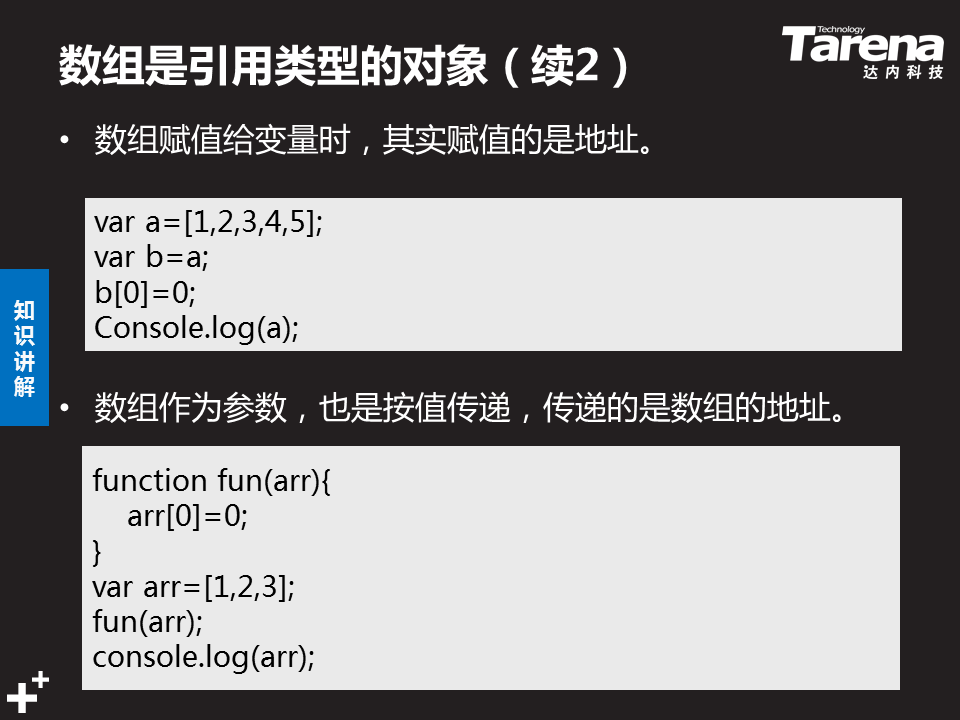 数组是引用类型的对象（续2）
Technology
Tarena
达内科技
• 数组赋值给变量时，其实赋值的是地址。
var a=[1,2,3,4,5];
var b=a;
b[0]=0;
Console.log(a);
知识讲解
• 数组作为参数，也是按值传递，传递的是数组的地址。
function fun(arr){
    arr[0]=0;
}
var arr=[1,2,3];
fun(arr);
console.log(arr);